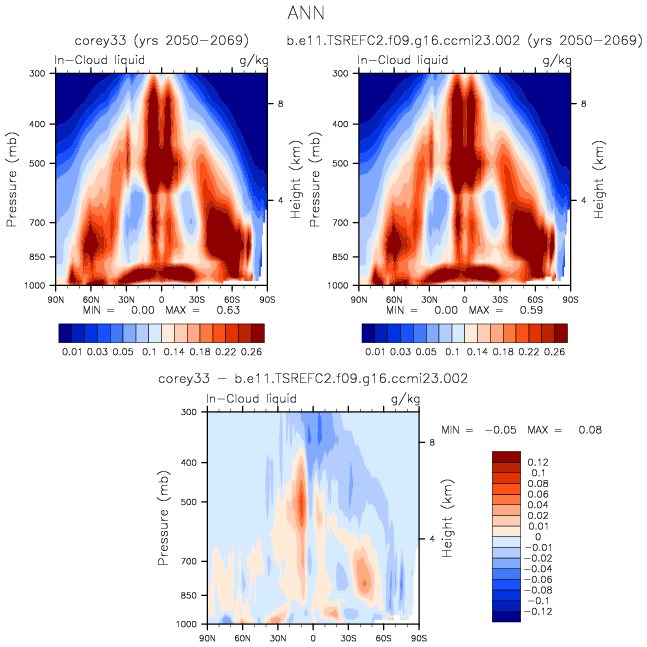 ANN
corey33 (yrs 2050-2069)
In-Cloud liquid g/kg
300
400
500
700
850
1000
Pressure (mb)
8
4
Height (km)
90N 60N 30N 0 30S 60S 90S
MIN = 0.00 MAX = 0.63
0.01 0.03 0.05 0.1 0.14 0.18 0.22 0.26
b.e11.TSREFC2.f09.g16.ccmi23.002 (yrs 2050-2069)
In-Cloud liquid g/kg
300
400
500
700
850
1000
Pressure (mb)
8
4
Height (km)
90N 60N 30N 0 30S 60S 90S
MIN = 0.00 MAX = 0.59
0.01 0.03 0.05 0.1 0.14 0.18 0.22 0.26
corey33 - b.e11.TSREFC2.f09.g16.ccmi23.002
In-Cloud liquid g/kg
300
400
500
700
850
1000
Pressure (mb)
8
4
Height (km)
90N 60N 30N 0 30S 60S 90S
MIN = -0.05 MAX = 0.08
0.12
0.1
0.08
0.06
0.04
0.02
0.01
0
-0.01
-0.02
-0.04
-0.06
-0.08
-0.1
-0.12